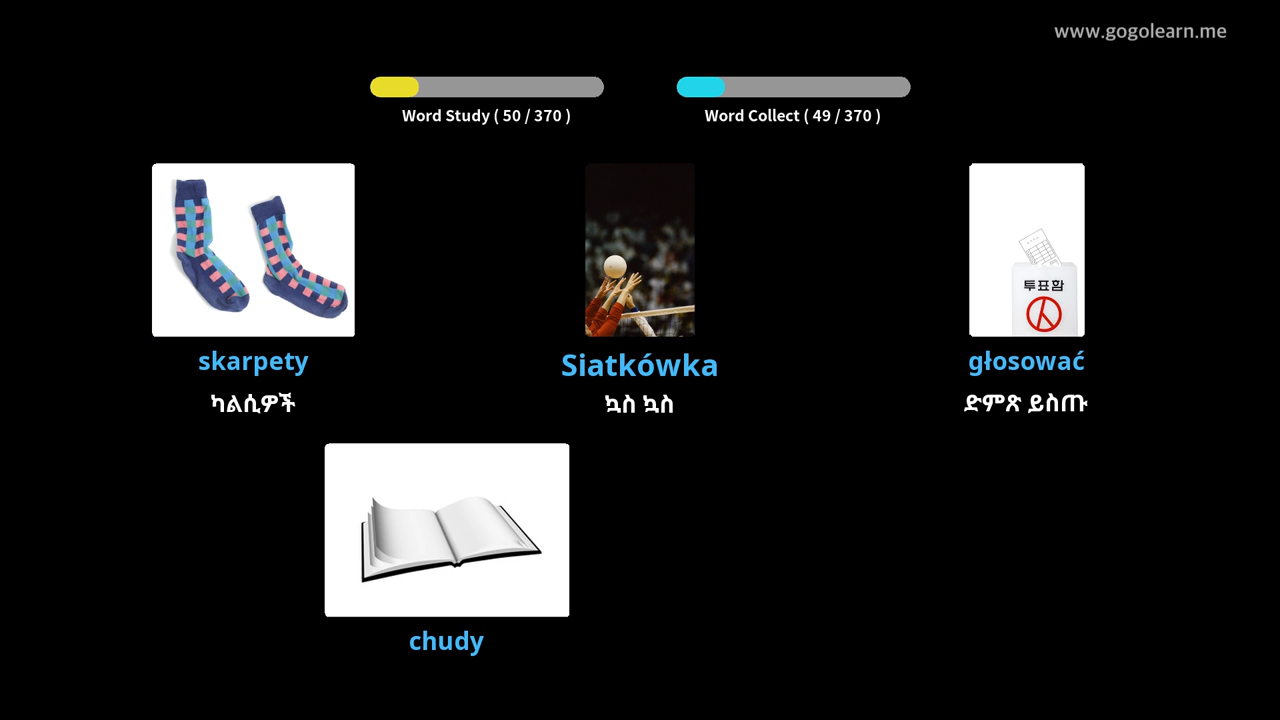 www.gogolearn.me
Word Study ( 50 / 370 )
Word Collect ( 49 / 370 )
투표함
skarpety
Siatkówka
głosować
ካልሲዎች
ኳስ ኳስ
ድምጽ ይስጡ
chudy